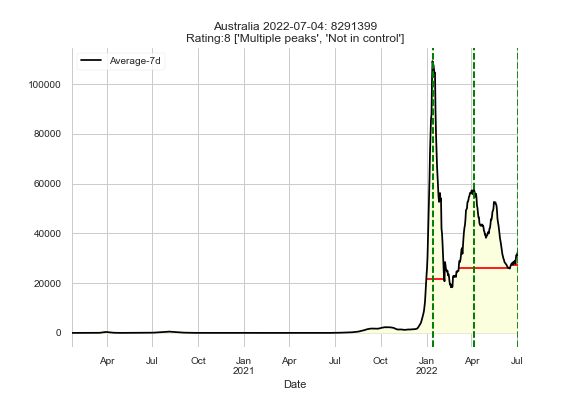 Australia 2022-07-04: 8291399
Rating:8 ['Multiple peaks', 'Not in control']
Average-7d
100000
80000
60000
40000
20000
0
Apr Jul Oct Jan Apr Jul Oct Jan Apr Jul
2021 2022
Date